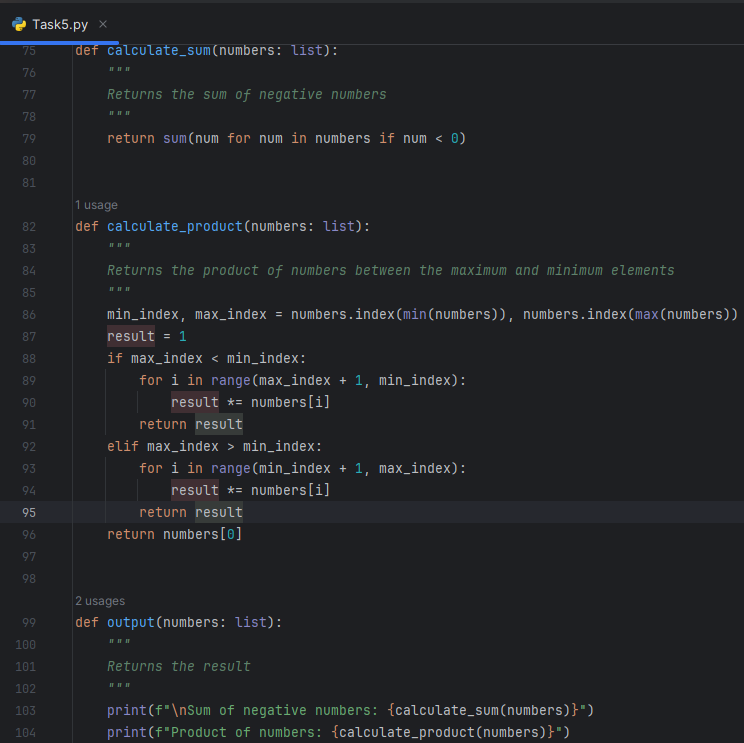 Task5.py ×
75 def calculate_sum(numbers: list):
76 """
77 Returns the sum of negative numbers
78 """
79 return sum(num for num in numbers if num < 0)
80
81
1 usage
82 def calculate_product(numbers: list):
83 """
84 Returns the product of numbers between the maximum and minimum elements
85 """
86 min_index, max_index = numbers.index(min(numbers)), numbers.index(max(numbers))
87 result = 1
88 if max_index < min_index:
89 for i in range(max_index + 1, min_index):
90 result *= numbers[i]
91 return result
92 elif max_index > min_index:
93 for i in range(min_index + 1, max_index):
94 result *= numbers[i]
95 return result
96 return numbers[0]
97
98
2 usages
99 def output(numbers: list):
100 """
101 Returns the result
102 """
103 print(f"\nSum of negative numbers: {calculate_sum(numbers)}")
104 print(f"Product of numbers: {calculate_product(numbers)}")